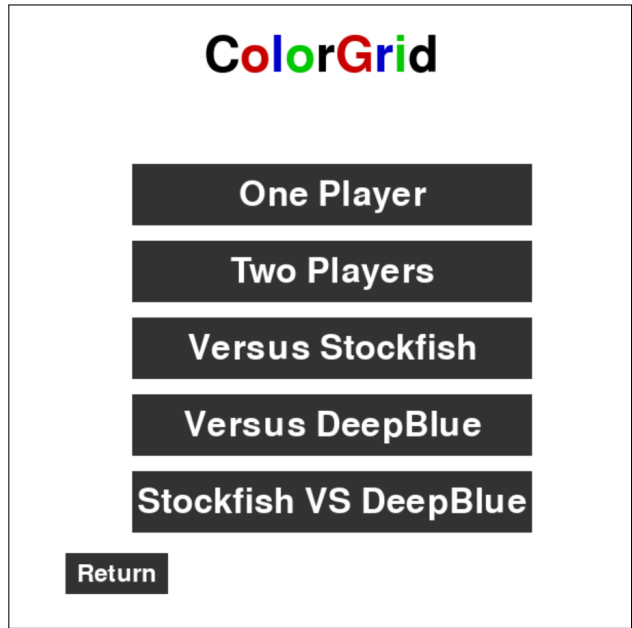 ColorGrid
One Player
Two Players
Versus Stockfish
Versus DeepBlue
Stockfish VS DeepBlue
Return